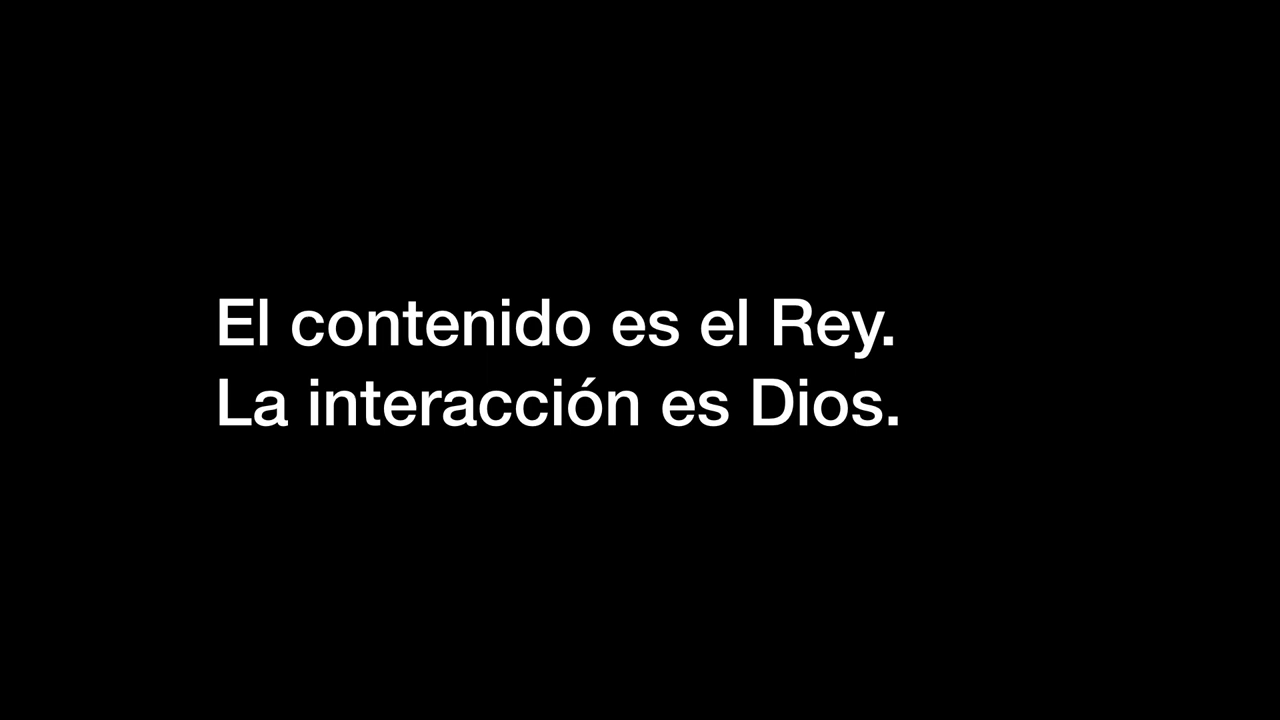 El contenido es el Rey.
La interacción es Dios.